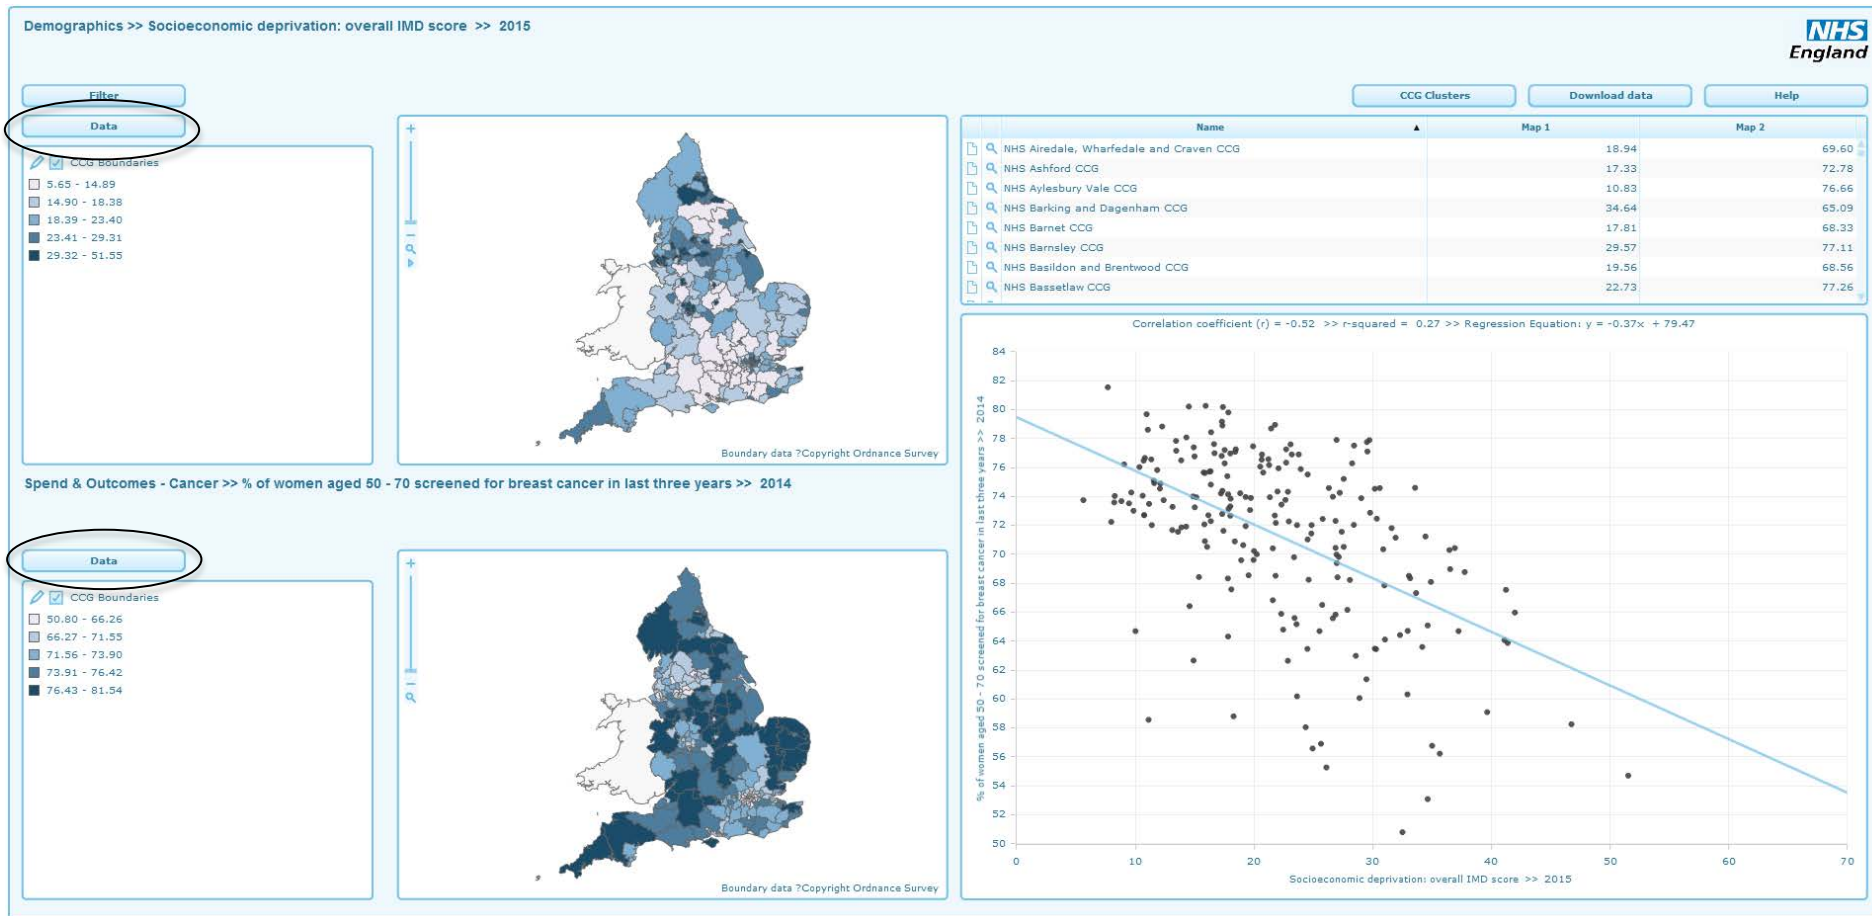 Demographics >> Socioeconomic deprivation: overall IMD score >> 2015
NHS
England
Filter
CCG Clusters
Download data
Help
Data
CCG Boundaries
5.65 - 14.89
14.90 - 18.38
18.39 - 23.40
23.41 - 29.31
29.32 - 51.55
Boundary data ?Copyright Ordnance Survey
Name Map 1 Map 2
NHS Airedale, Wharfedale and Craven CCG 18.94 69.60
NHS Ashford CCG 17.33 72.78
NHS Aylesbury Vale CCG 10.83 76.66
NHS Barking and Dagenham CCG 34.64 65.09
NHS Barnet CCG 17.81 68.33
NHS Barnsley CCG 29.57 77.11
NHS Basildon and Brentwood CCG 19.56 68.56
NHS Bassetlaw CCG 22.73 77.26
Spend & Outcomes - Cancer >> % of women aged 50 - 70 screened for breast cancer in last three years >> 2014
Data
CCG Boundaries
50.80 - 66.26
66.27 - 71.55
71.56 - 73.90
73.91 - 76.42
76.43 - 81.54
Boundary data ?Copyright Ordnance Survey
Correlation coefficient (r) = -0.52 >> r-squared = 0.27 >> Regression Equation: y = -0.37x + 79.47
% of women aged 50 - 70 screened for breast cancer in last three years >> 2014
84
82
80
78
76
74
72
70
68
66
64
62
60
58
56
54
52
50
0 10 20 30 40 50 60 70
Socioeconomic deprivation: overall IMD score >> 2015